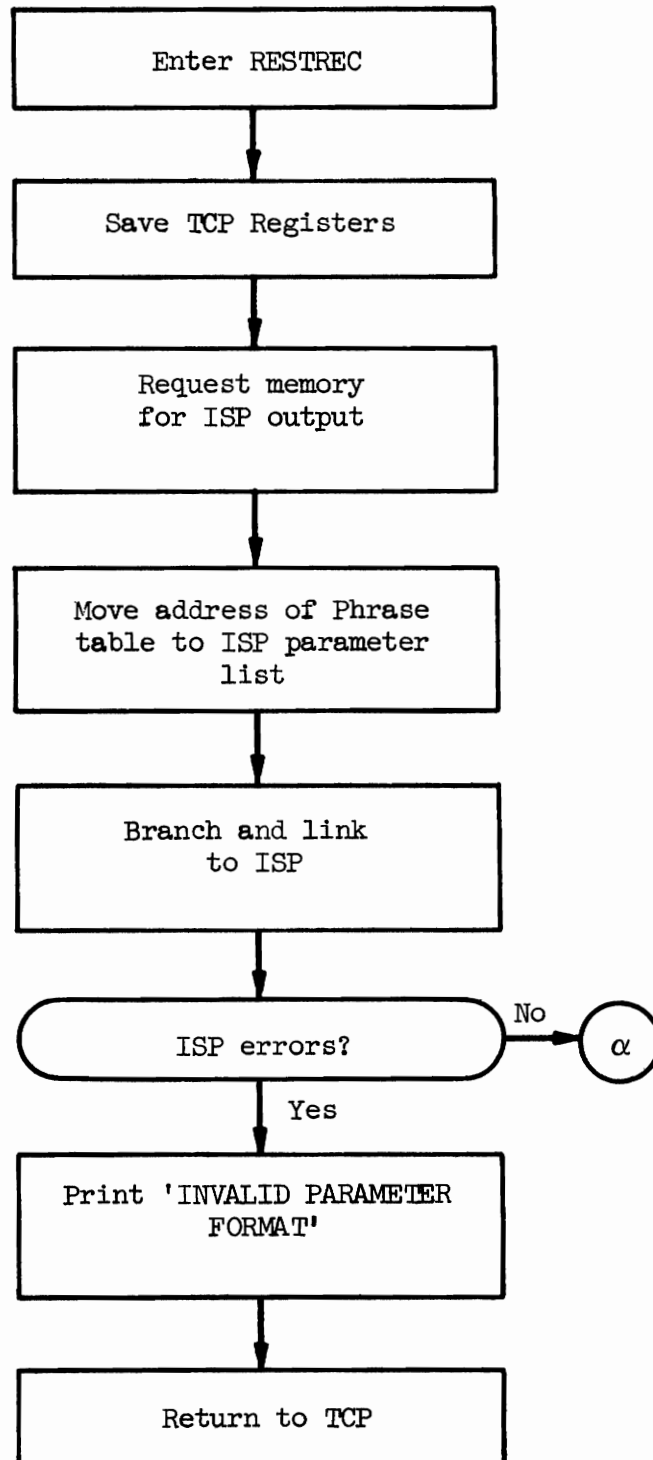 Enter RESTREC
Save TCP Registers
Request memory
for ISP output
Move address of Phrase
table to ISP parameter
list
Branch and link
to ISP
ISP errors?
No
α
Yes
Print 'INVALID PARAMETER
FORMAT'
Return to TCP